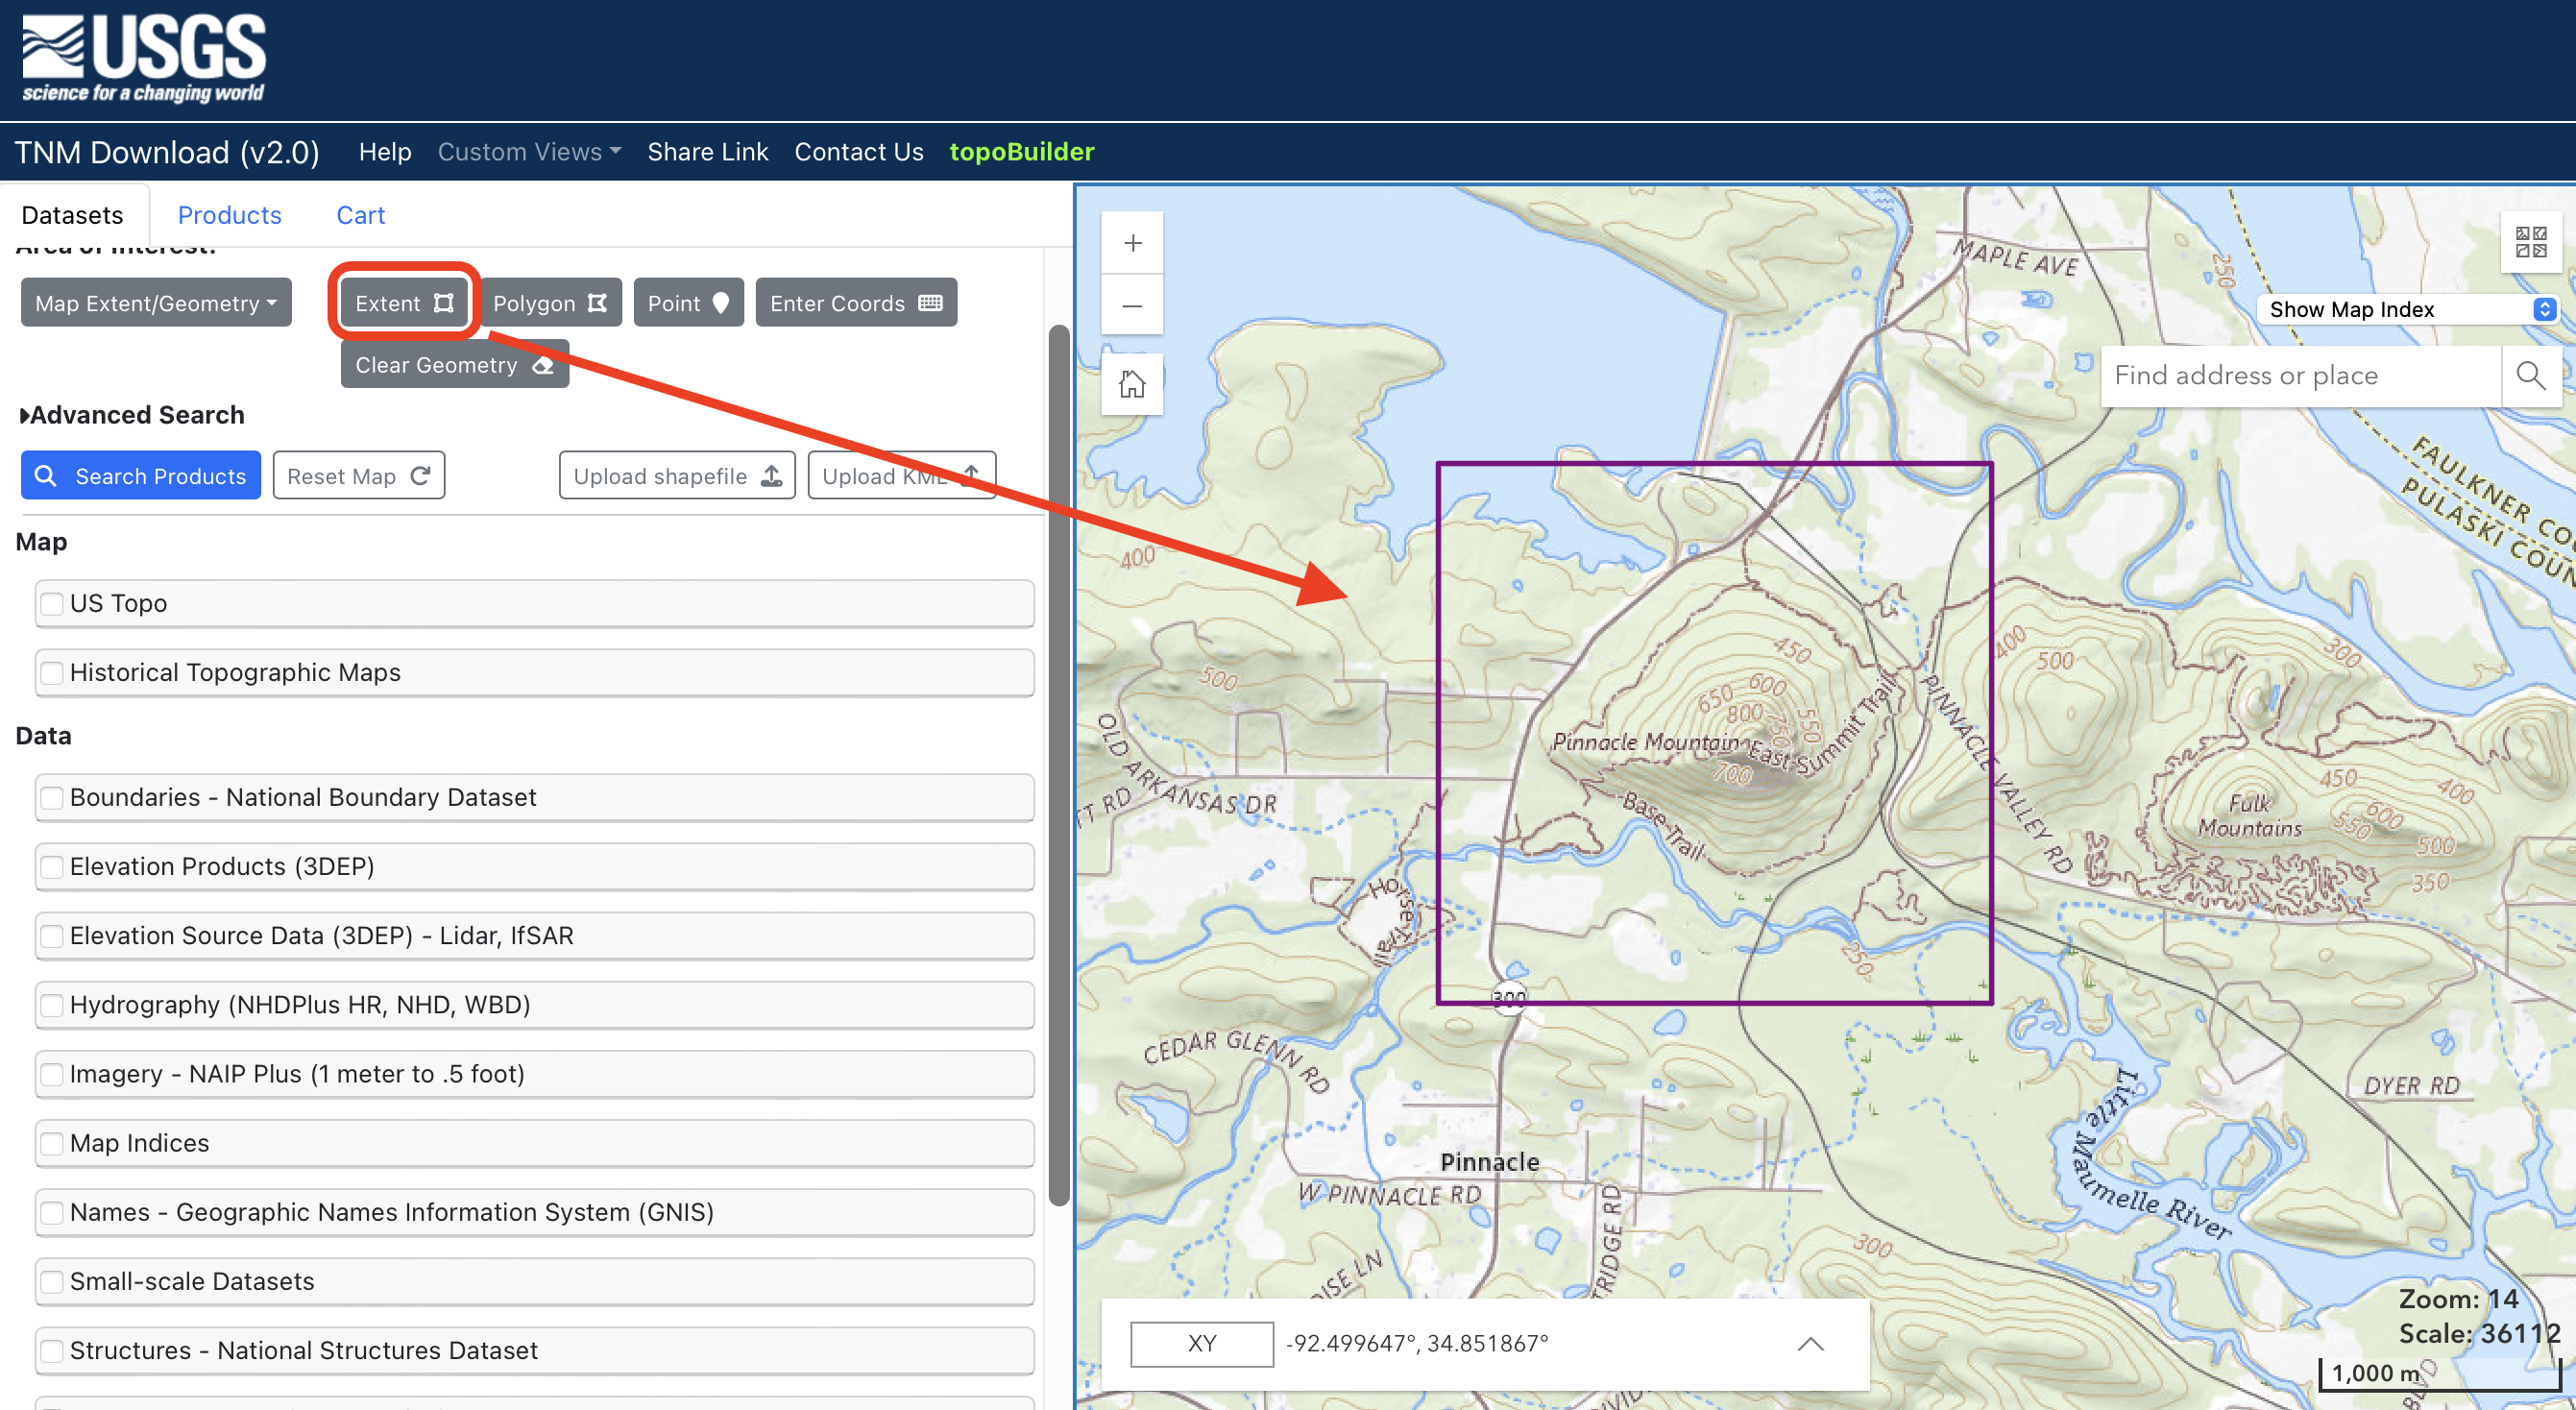 USGS
science for a changing world
TNM Download (v2.0) Help Custom Views Share Link Contact Us topoBuilder
Datasets Products Cart
Area of Interest:
Map Extent/Geometry Extent Polygon Point Enter Coords
Clear Geometry
Advanced Search
Search Products Reset Map Upload shapefile Upload KML
Map
US Topo
Historical Topographic Maps
Data
Boundaries - National Boundary Dataset
Elevation Products (3DEP)
Elevation Source Data (3DEP) - Lidar, IfSAR
Hydrography (NHDPlus HR, NHD, WBD)
Imagery - NAIP Plus (1 meter to .5 foot)
Map Indices
Names - Geographic Names Information System (GNIS)
Small-scale Datasets
Structures - National Structures Dataset
MAPLE AVE
250
Show Map Index
Find address or place
FAULKNER COU
PULASKI COUN
400
450
400
500
300
500
600
650
800
750
550
PINNACLE VALLEY RD
Pinnacle Mountain
East Summit Trail
700
OLD ARKANSAS DR
TT RD
Base Trail
Fulk
Mountains
450
400
600
550
500
350
Horse Trail
250
300
CEDAR GLENN RD
DYER RD
Little Maumelle River
Pinnacle
W PINNACLE RD
TRIDGE RD
OISE LN
300
XY -92.499647°, 34.851867°
Zoom: 14
Scale: 36112
1,000 m
BLVD
IVID